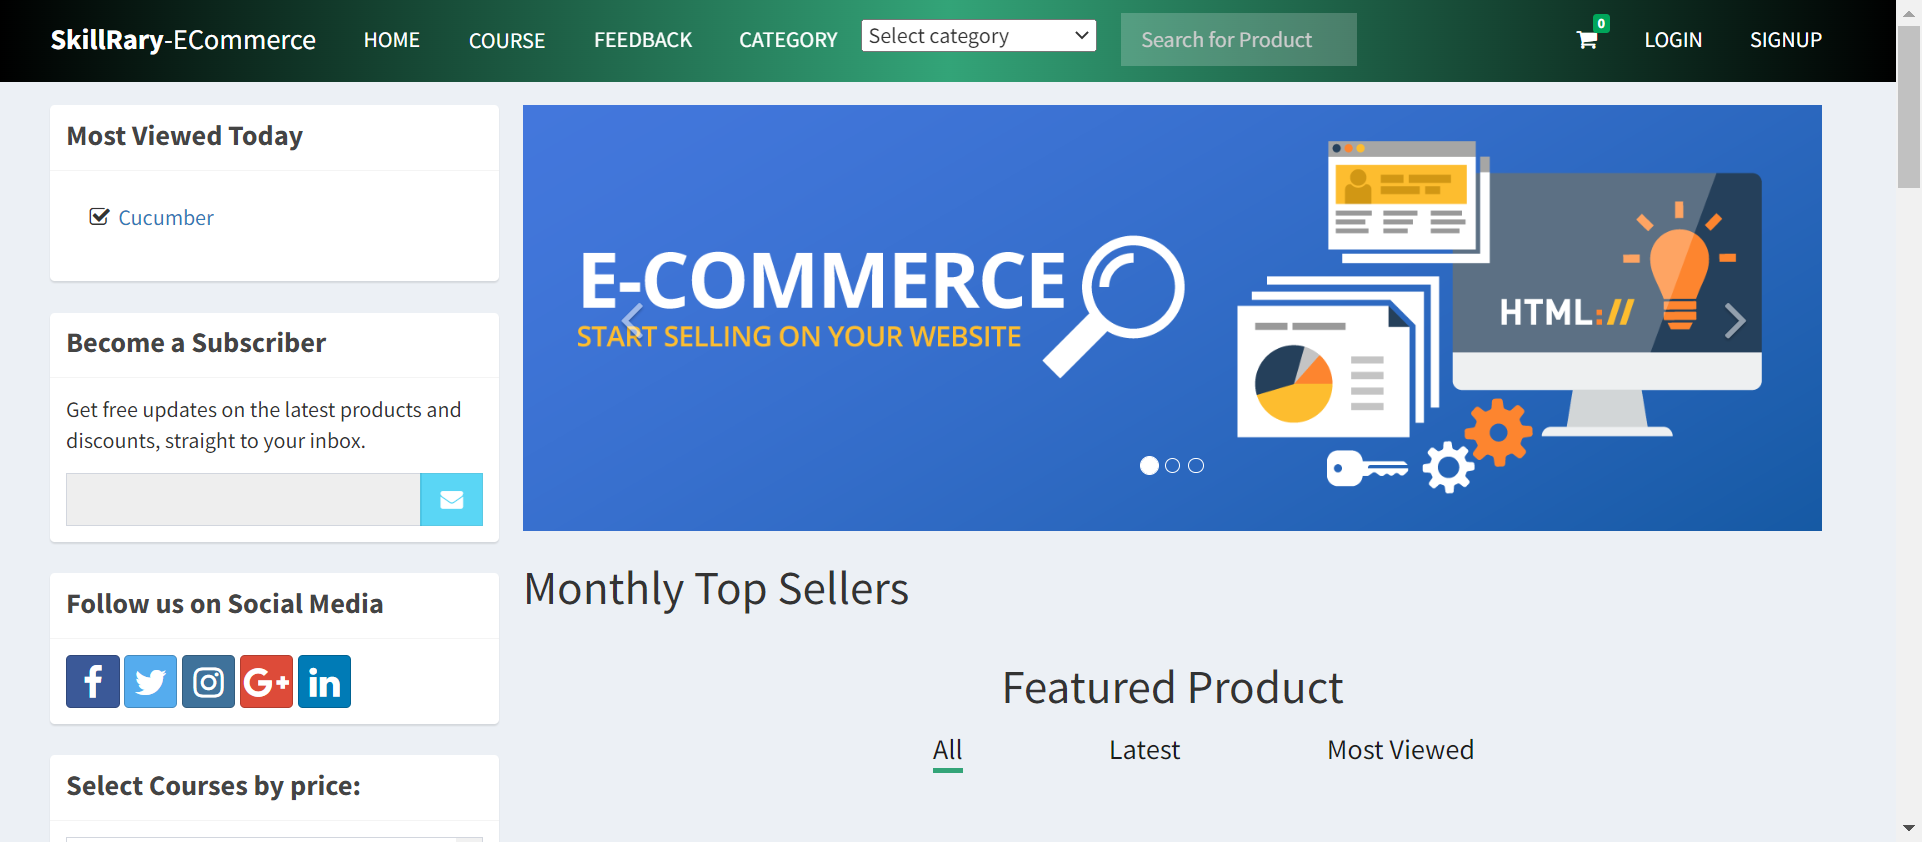 SkillRary-ECommerce HOME COURSE FEEDBACK CATEGORY Select category Search for Product 0 LOGIN SIGNUP
Most Viewed Today
Cucumber
Become a Subscriber
Get free updates on the latest products and
discounts, straight to your inbox.
Follow us on Social Media
Select Courses by price:
E-COMMERCE
START SELLING ON YOUR WEBSITE
HTML://
Monthly Top Sellers
Featured Product
All Latest Most Viewed